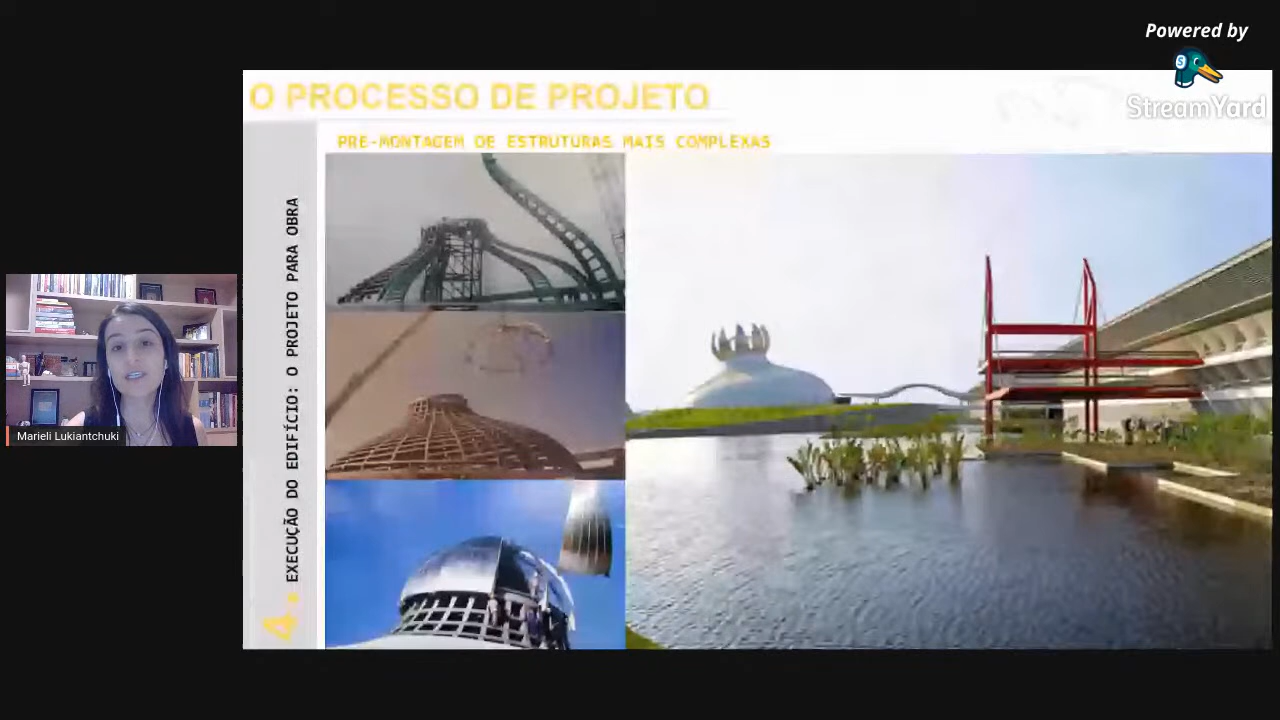 Powered by
StreamYard
O PROCESSO DE PROJETO
PRE-MONTAGEM DE ESTRUTURAS MAIS COMPLEXAS
4. EXECUÇÃO DO EDIFÍCIO: O PROJETO PARA OBRA
Marieli Lukiantchuki